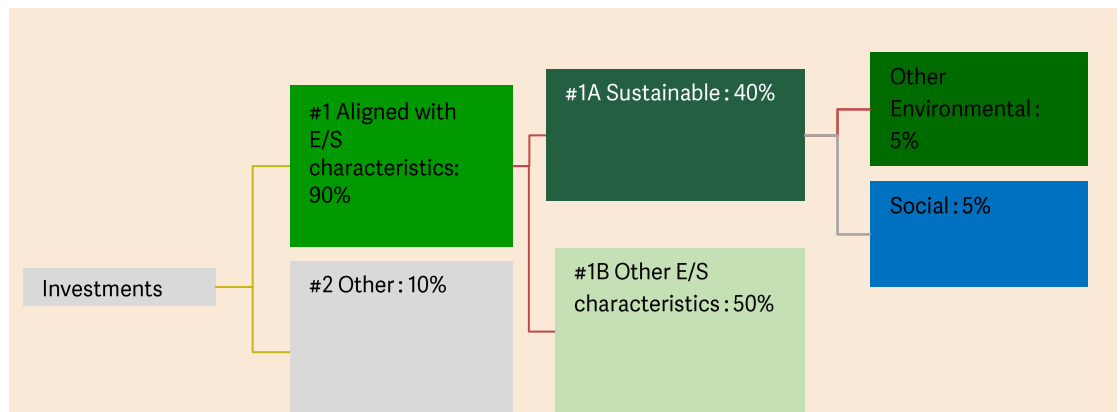 Investments
#1 Aligned with
E/S
characteristics:
90%
#2 Other : 10%
#1A Sustainable : 40%
#1B Other E/S
characteristics : 50%
Other
Environmental :
5%
Social : 5%